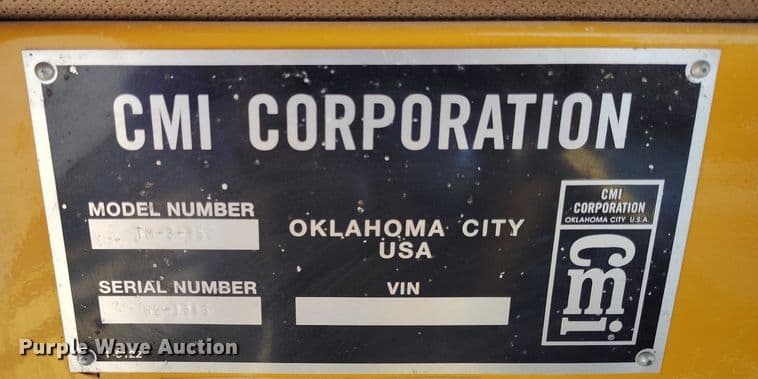 CMI CORPORATION
MODEL NUMBER
SERIAL NUMBER
OKLAHOMA CITY
USA
VIN
CMI
CORPORATION
OKLAHOMA CITY U.S.A.
Cmi
®
Purple Wave Auction